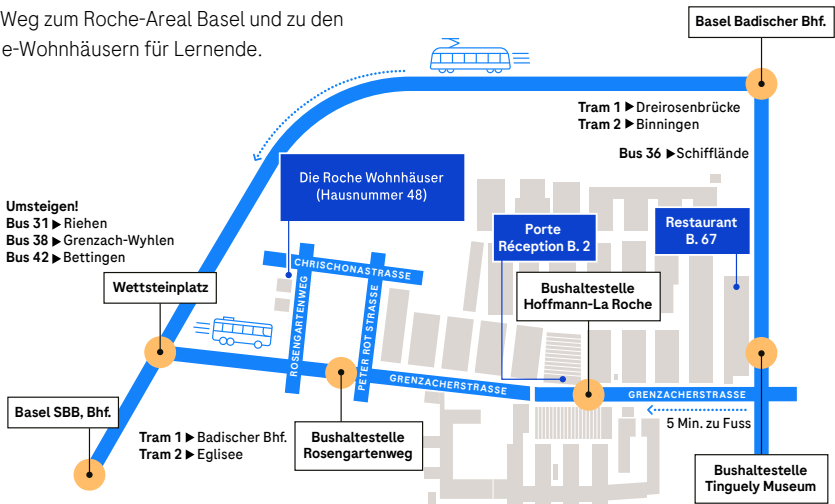 Weg zum Roche-Areal Basel und zu den
e-Wohnhäusern für Lernende.
Basel Badischer Bhf.
Tram 1 ▶ Dreirosenbrücke
Tram 2 ▶ Binningen
Bus 36 ▶ Schifflände
Die Roche Wohnhäuser
(Hausnummer 48)
Umsteigen!
Bus 31 ▶ Riehen
Bus 38 ▶ Grenzach-Wyhlen
Bus 42 ▶ Bettingen
Porte
Réception B. 2
Restaurant
B. 67
CHRISCHONASTRASSE
Wettsteinplatz
Bushaltestelle
Hoffmann-La Roche
ROSENGARTENWEG
PETER ROT STRASSE
GRENZACHERSTRASSE
GRENZACHERSTRASSE
5 Min. zu Fuss
Basel SBB, Bhf.
Tram 1 ▶ Badischer Bhf.
Tram 2 ▶ Eglisee
Bushaltestelle
Rosengartenweg
Bushaltestelle
Tinguely Museum